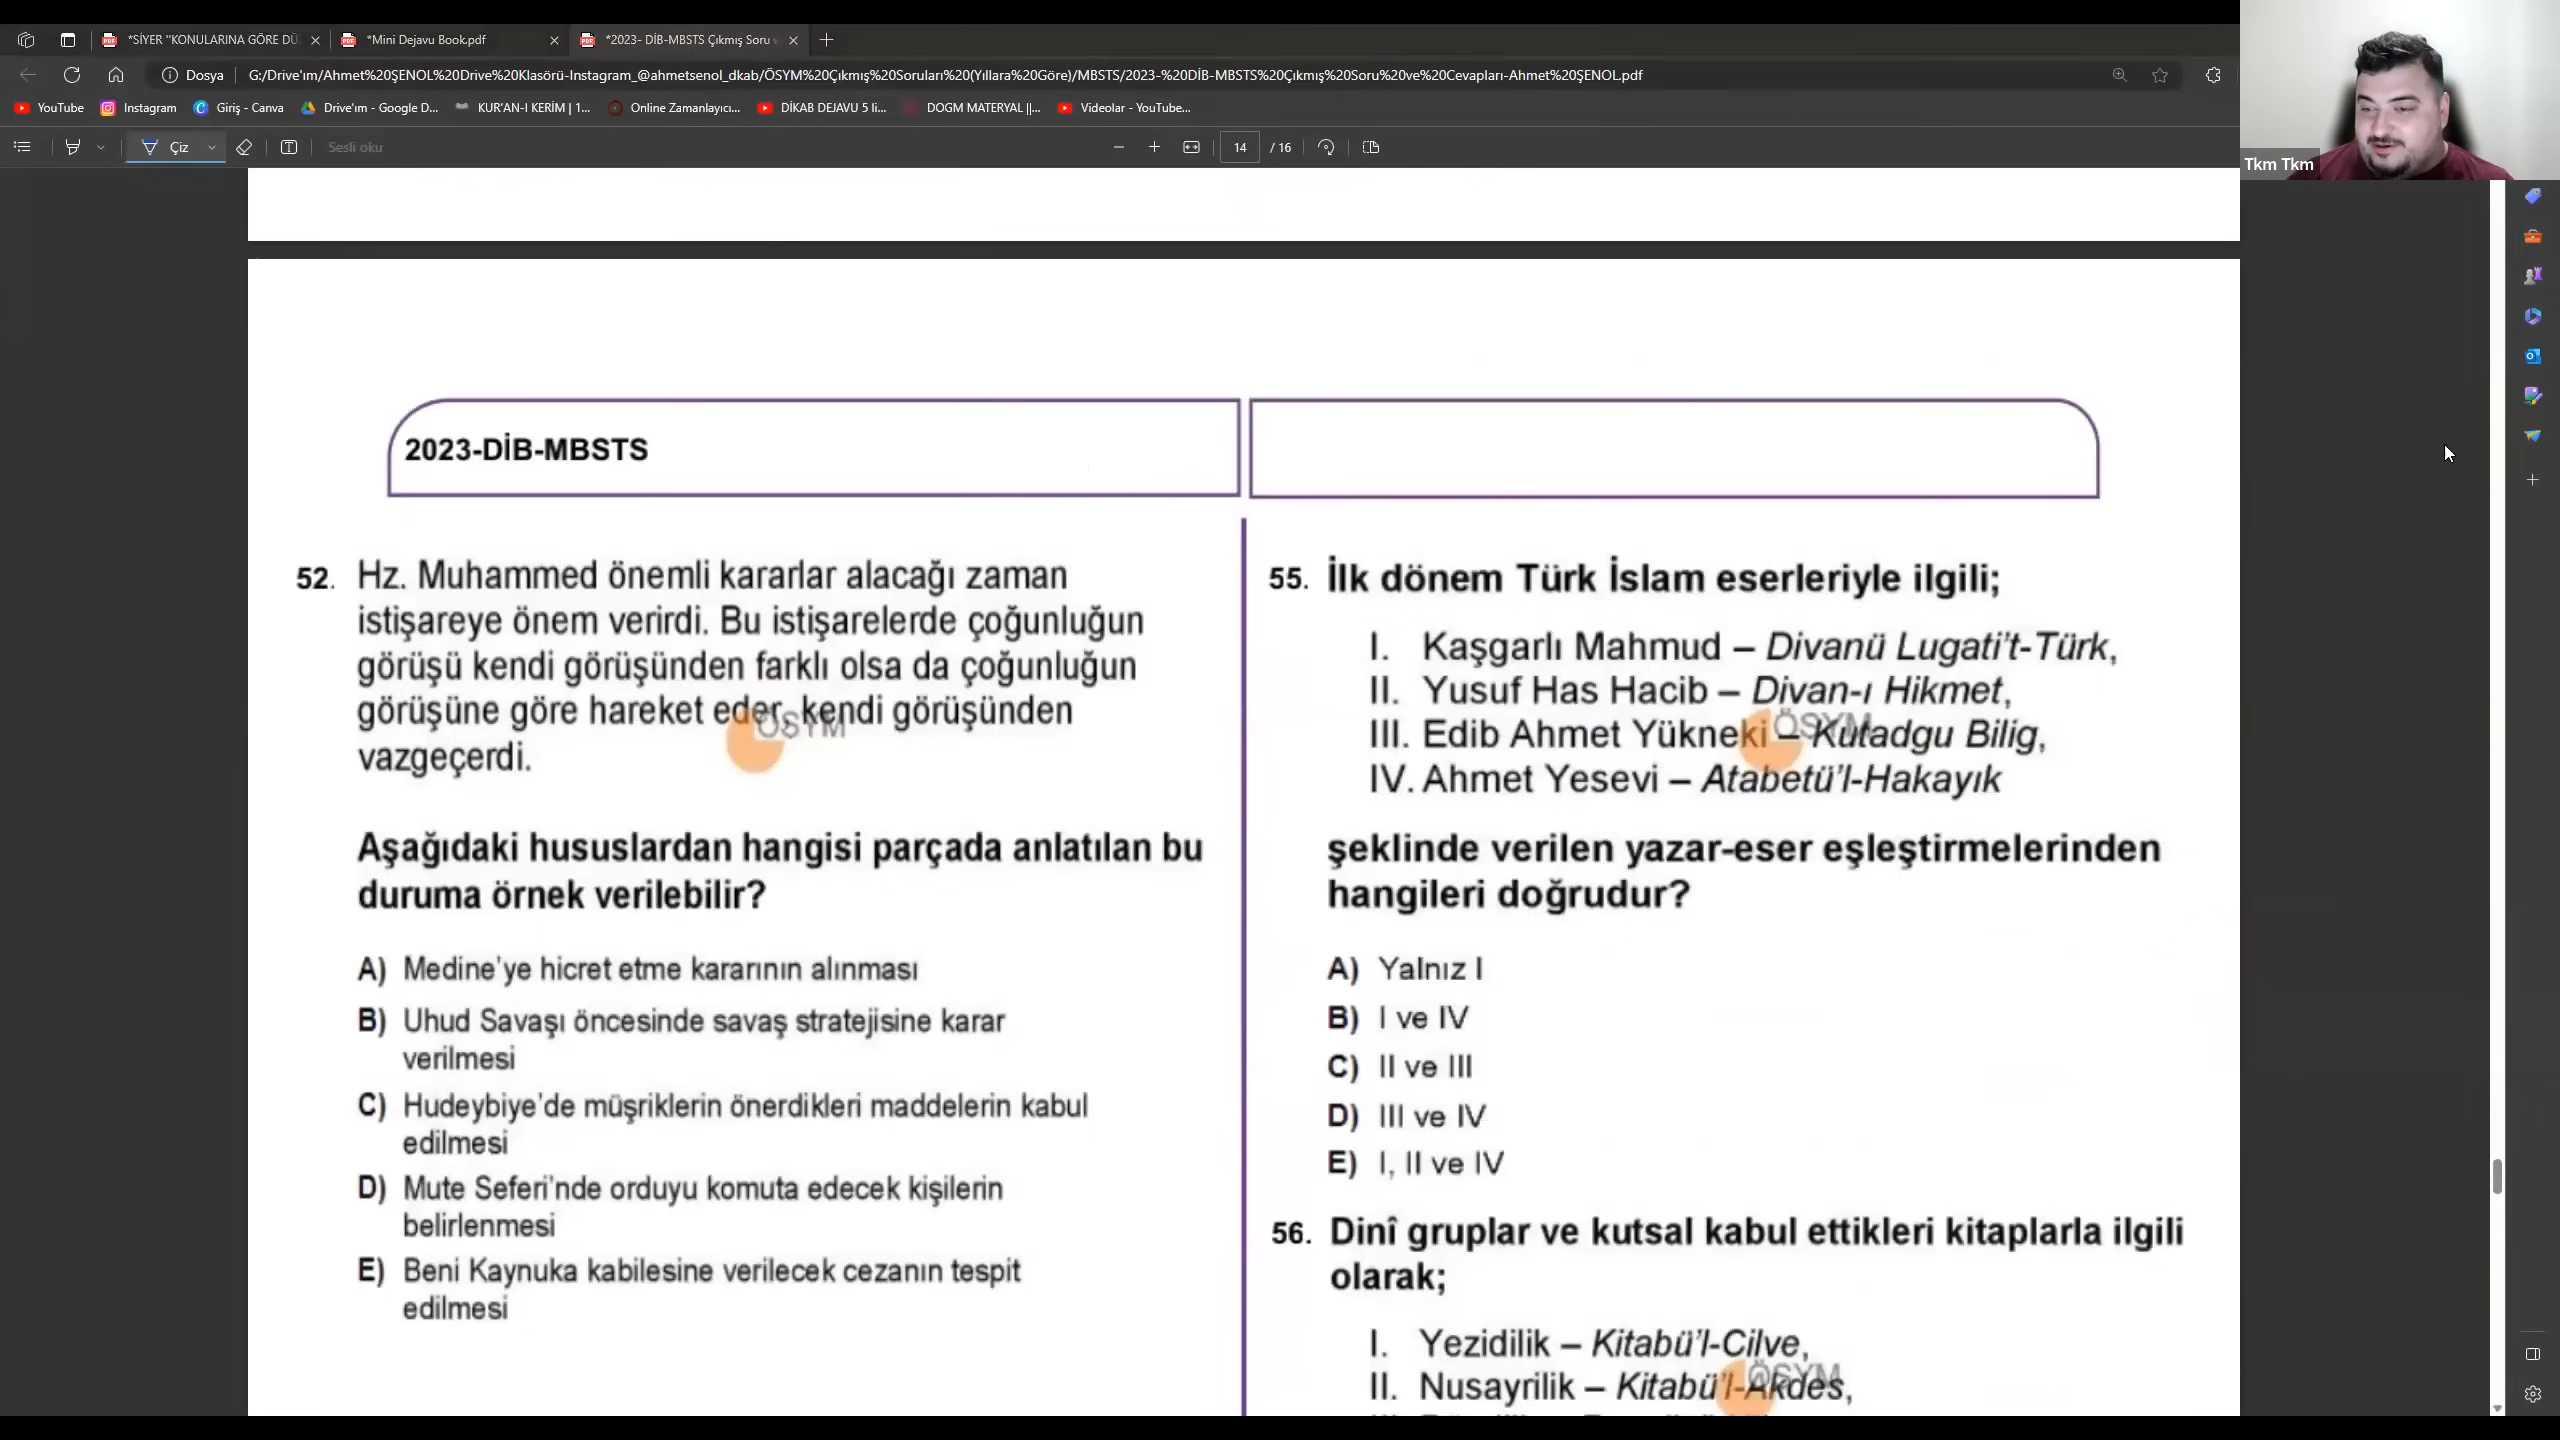 *SİYER "KONULARINA GÖRE DÜ
*Mini Dejavu Book.pdf
*2023- DİB-MBSTS Çıkmış Soru v
Dosya
G:/Drive'ım/Ahmet%20ŞENOL%20Drive%20Klasörü-Instagram_@ahmetsenol_dkab/ÖSYM%20Çıkmış%20Soruları%20(Yıllara%20Göre)/MBSTS/2023-%20DİB-MBSTS%20Çıkmış%20Soru%20ve%20Cevapları-Ahmet%20ŞENOL.pdf
YouTube
Instagram
Giriş - Canva
Drive'ım - Google D...
KUR'AN-I KERİM | 1...
Online Zamanlayıcı...
DİKAB DEJAVU 5 li...
DOGM MATERYAL ||...
Videolar - YouTube...
Çiz
Sesli oku
14
/ 16
Tkm Tkm
2023-DİB-MBSTS
52. Hz. Muhammed önemli kararlar alacağı zaman
istişareye önem verirdi. Bu istişarelerde çoğunluğun
görüşü kendi görüşünden farklı olsa da çoğunluğun
görüşüne göre hareket eder, kendi görüşünden
vazgeçerdi.
ÖSYM
Aşağıdaki hususlardan hangisi parçada anlatılan bu
duruma örnek verilebilir?
A) Medine'ye hicret etme kararının alınması
B) Uhud Savaşı öncesinde savaş stratejisine karar
verilmesi
C) Hudeybiye'de müşriklerin önerdikleri maddelerin kabul
edilmesi
D) Mute Seferi'nde orduyu komuta edecek kişilerin
belirlenmesi
E) Beni Kaynuka kabilesine verilecek cezanın tespit
edilmesi
55. İlk dönem Türk İslam eserleriyle ilgili;
I. Kaşgarlı Mahmud – Divanü Lugati't-Türk,
II. Yusuf Has Hacib – Divan-ı Hikmet,
III. Edib Ahmet Yükneki – Kutadgu Bilig,
IV. Ahmet Yesevi – Atabetü'l-Hakayık
ÖSYM
şeklinde verilen yazar-eser eşleştirmelerinden
hangileri doğrudur?
A) Yalnız I
B) I ve IV
C) II ve III
D) III ve IV
E) I, II ve IV
56. Dinî gruplar ve kutsal kabul ettikleri kitaplarla ilgili
olarak;
I. Yezidilik – Kitabü'l-Cilve,
II. Nusayrilik – Kitabü'l-Akdes,
ÖSYM